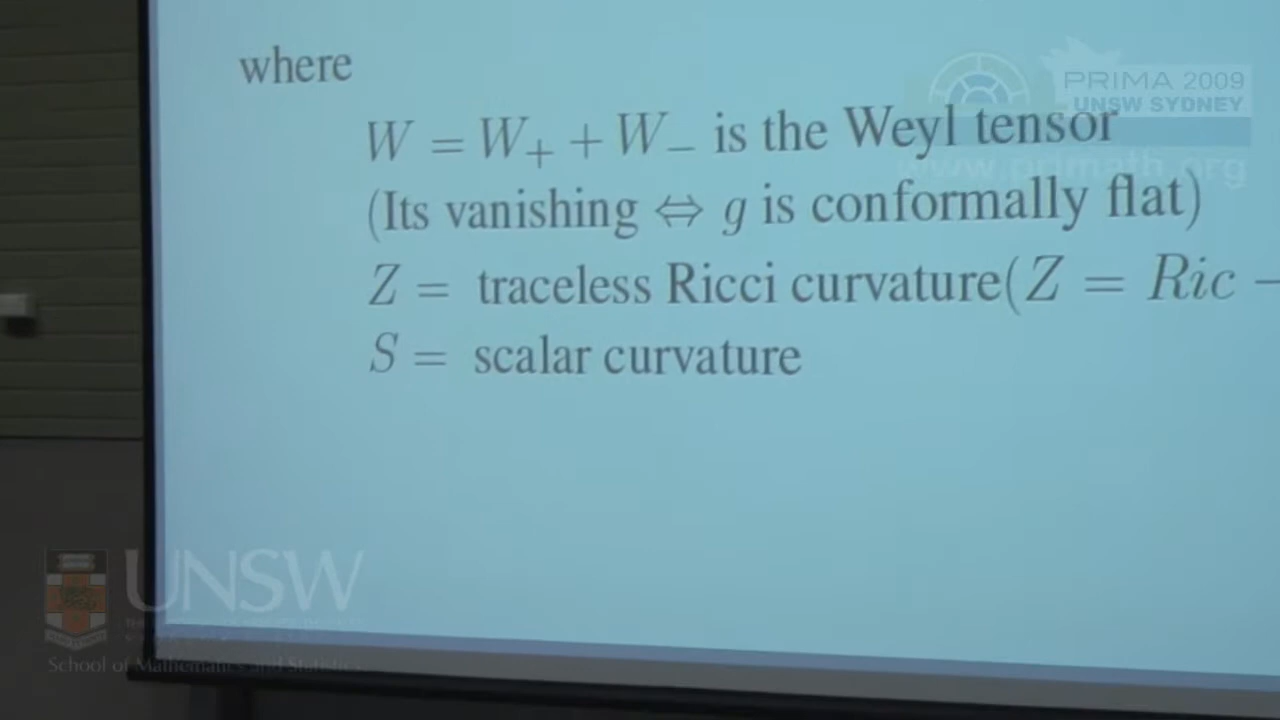 where
W = W₊ + W₋ is the Weyl tensor
(Its vanishing ⇔ g is conformally flat)
Z = traceless Ricci curvature(Z = Ric −
S = scalar curvature
PRIMA 2009
UNSW SYDNEY
www.primath.org
UNSW
School of Mathematics and Statistics